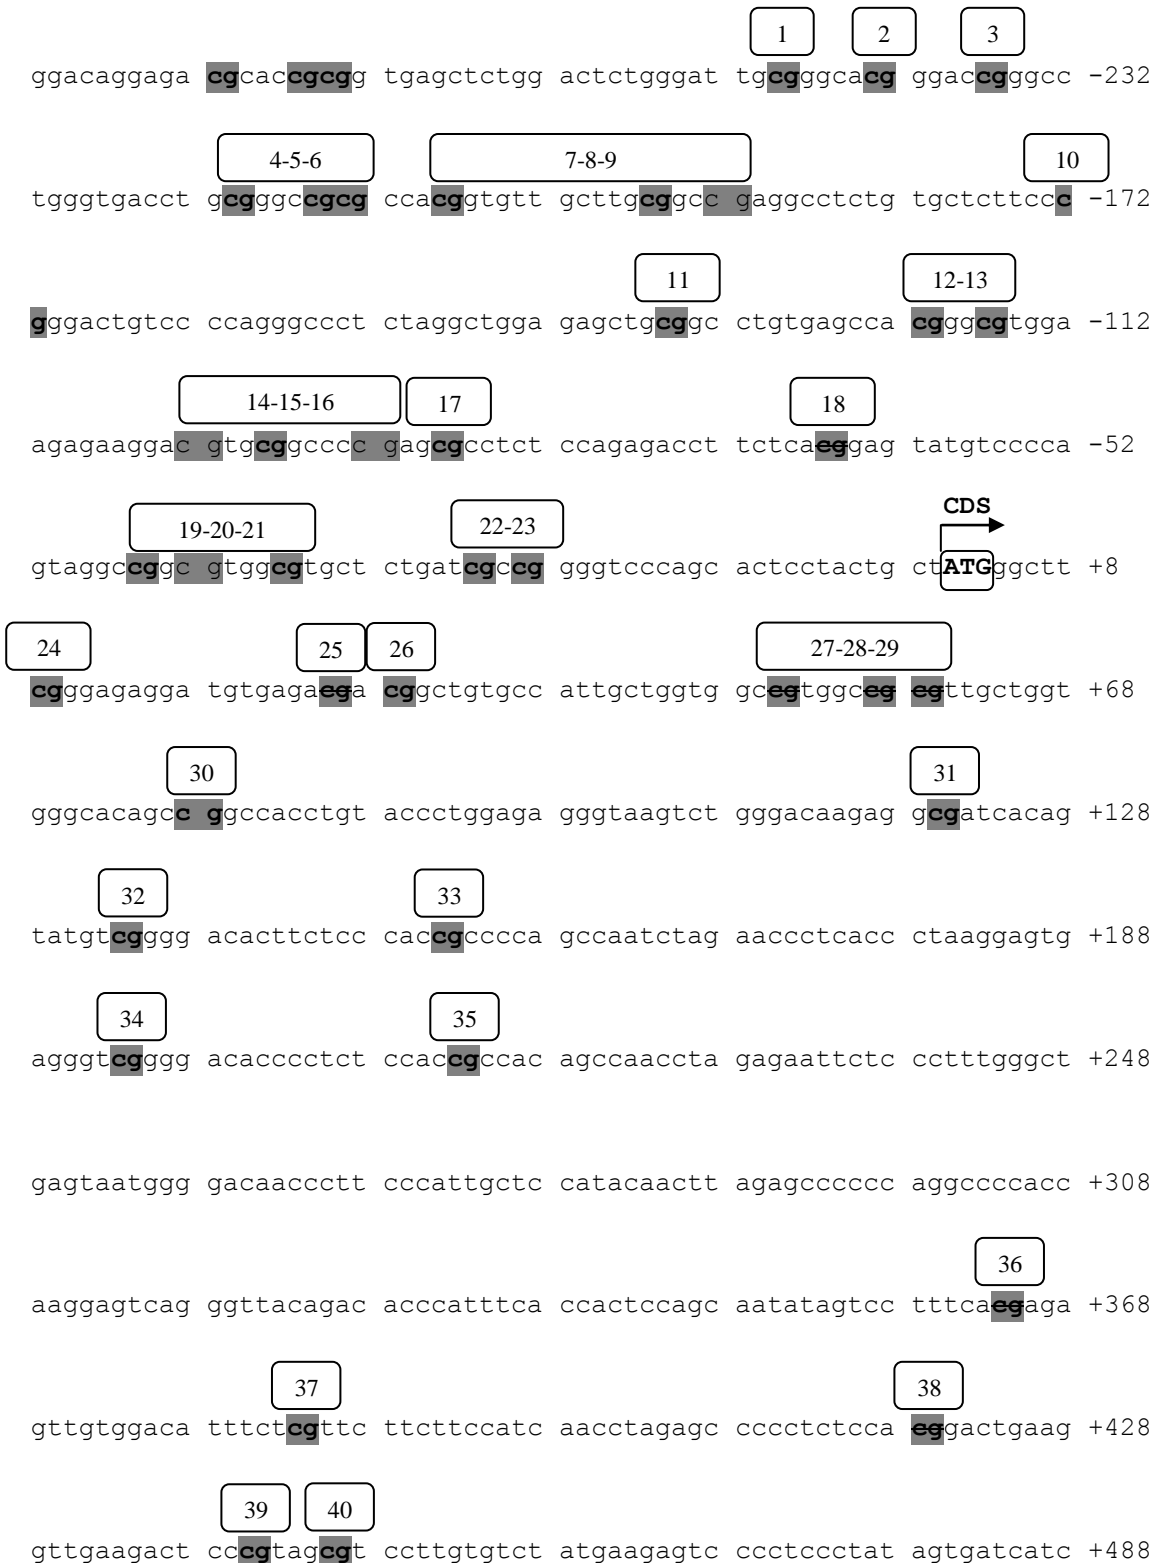 1 2 3
ggacaggaga cgcaccgcgg tgagctctgg actctgggat tgcgggcacg ggaccgggcc -232
4-5-6 7-8-9 10
tgggtgacct gcgggccgcg ccacggtgtt gcttgcggcc gaggcctctg tgctcttccc -172
11 12-13
gggactgtcc ccagggccct ctaggctgga gagctgcggc ctgtgagcca cgggcgtgga -112
14-15-16 17 18
agagaaggac gtgcggcccc gagcgcctct ccagagacct tctcacggag tatgtcccca -52
CDS
19-20-21 22-23
gtaggccggc gtggcgtgct ctgatcgccg gggtcccagc actcctactg ctATGggctt +8
24 25 26 27-28-29
cgggagagga tgtgagacga cggctgtgcc attgctggtg gccgtggccg cgttgctggt +68
30 31
gggcacagcc ggccacctgt accctggaga gggtaagtct gggacaagag gcgatcacag +128
32 33
tatgtcgggg acacttctcc caccgcccca gccaatctag aaccctcacc ctaaggagtg +188
34 35
agggtcgggg acacccctct ccaccgccac agccaaccta gagaattctc cctttgggct +248
gagtaatggg gacaaccctt cccattgctc catacaactt agagccccc aggccccacc +308
36
aaggagtcag ggttacagac acccatttca ccactccagc aatatagtcc tttcacgaga +368
37 38
gttgtggaca tttctcgttc ttcttccatc aacctagagc cccctctcca cggactgaag +428
39 40
gttgaagact cccgtagcgt ccttgtgtct atgaagagtc ccctccctat agtgatcatc +488